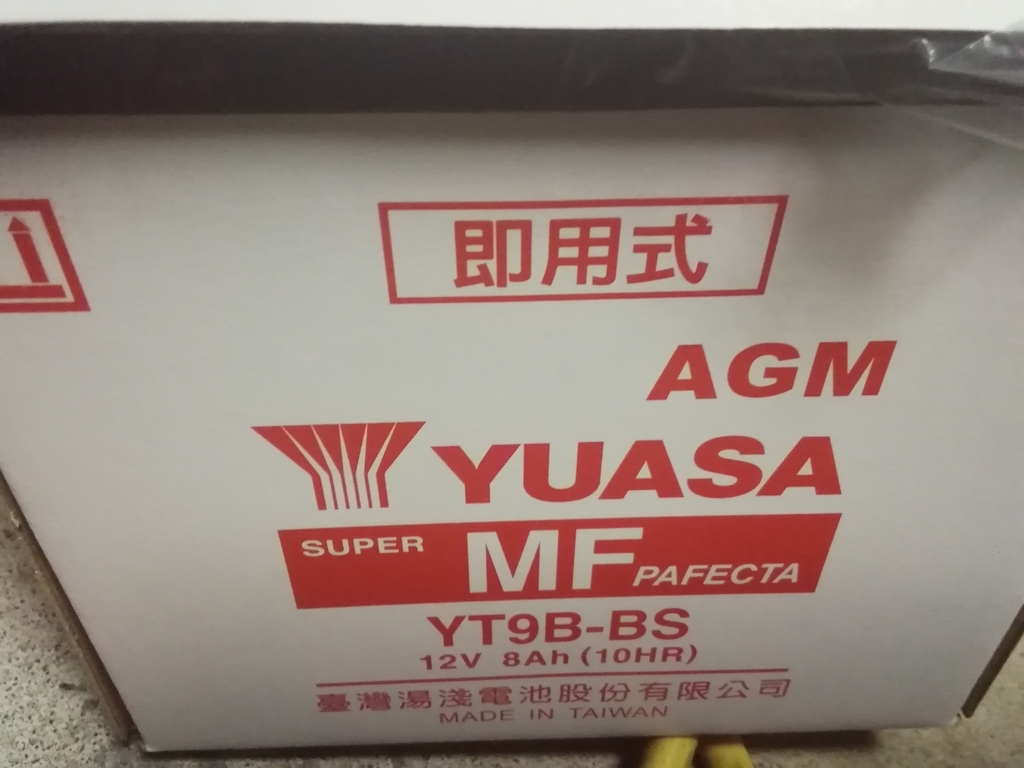 即用式
AGM
YUASA
SUPER MF PAFECTA
YT9B-BS
12V 8Ah (10HR)
臺灣湯淺電池股份有限公司
MADE IN TAIWAN